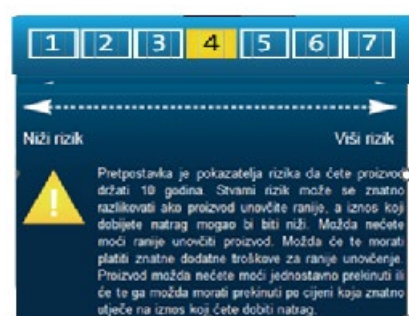 1 2 3 4 5 6 7
Niži rizik Viši rizik
Pretpostavka je pokazatelja rizika da ćete proizvod
držati 10 godina. Stvarni rizik može se znatno
razlikovati ako proizvod unovčite ranije, a iznos koji
dobijete natrag mogao bi biti niži. Možda nećete
moći ranije unovčiti proizvod. Možda će te morati
platiti znatne dodatne troškove za ranije unovčenje.
Proizvod možda nećete moći jednostavno prekinuti ili
će te ga možda morati prekinuti po cijeni koja znatno
utječe na iznos koji ćete dobiti natrag.